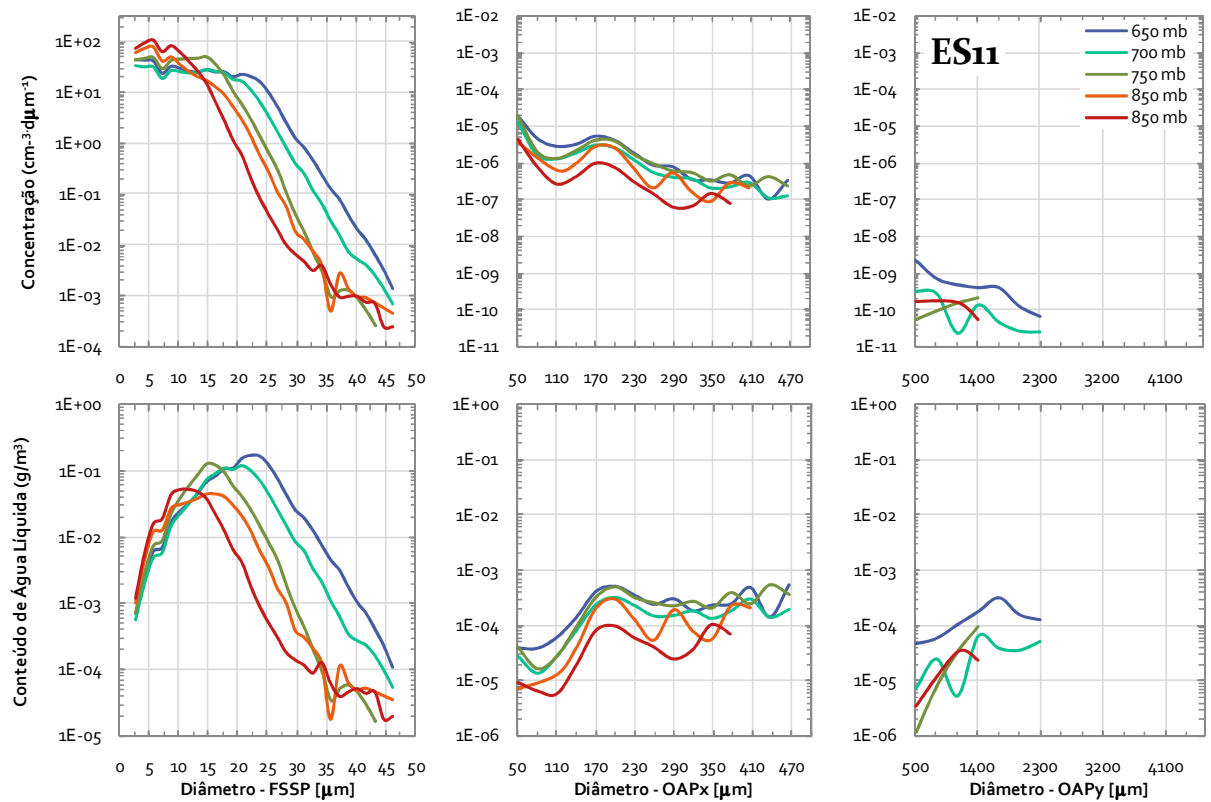 Concentração (cm⁻³dµm⁻¹)
1E+02
1E+01
1E+00
1E-01
1E-02
1E-03
1E-04
0 5 10 15 20 25 30 35 40 45 50
1E-02
1E-03
1E-04
1E-05
1E-06
1E-07
1E-08
1E-09
1E-10
1E-11
50 110 170 230 290 350 410 470
1E-02
1E-03
1E-04
1E-05
1E-06
1E-07
1E-08
1E-09
1E-10
1E-11
500 1400 2300 3200 4100
ES11
650 mb
700 mb
750 mb
850 mb
850 mb
Conteúdo de Água Líquida (g/m³)
1E+00
1E-01
1E-02
1E-03
1E-04
1E-05
0 5 10 15 20 25 30 35 40 45 50
Diâmetro - FSSP [µm]
1E+00
1E-01
1E-02
1E-03
1E-04
1E-05
1E-06
50 110 170 230 290 350 410 470
Diâmetro - OAPx [µm]
1E+00
1E-01
1E-02
1E-03
1E-04
1E-05
1E-06
500 1400 2300 3200 4100
Diâmetro - OAPy [µm]